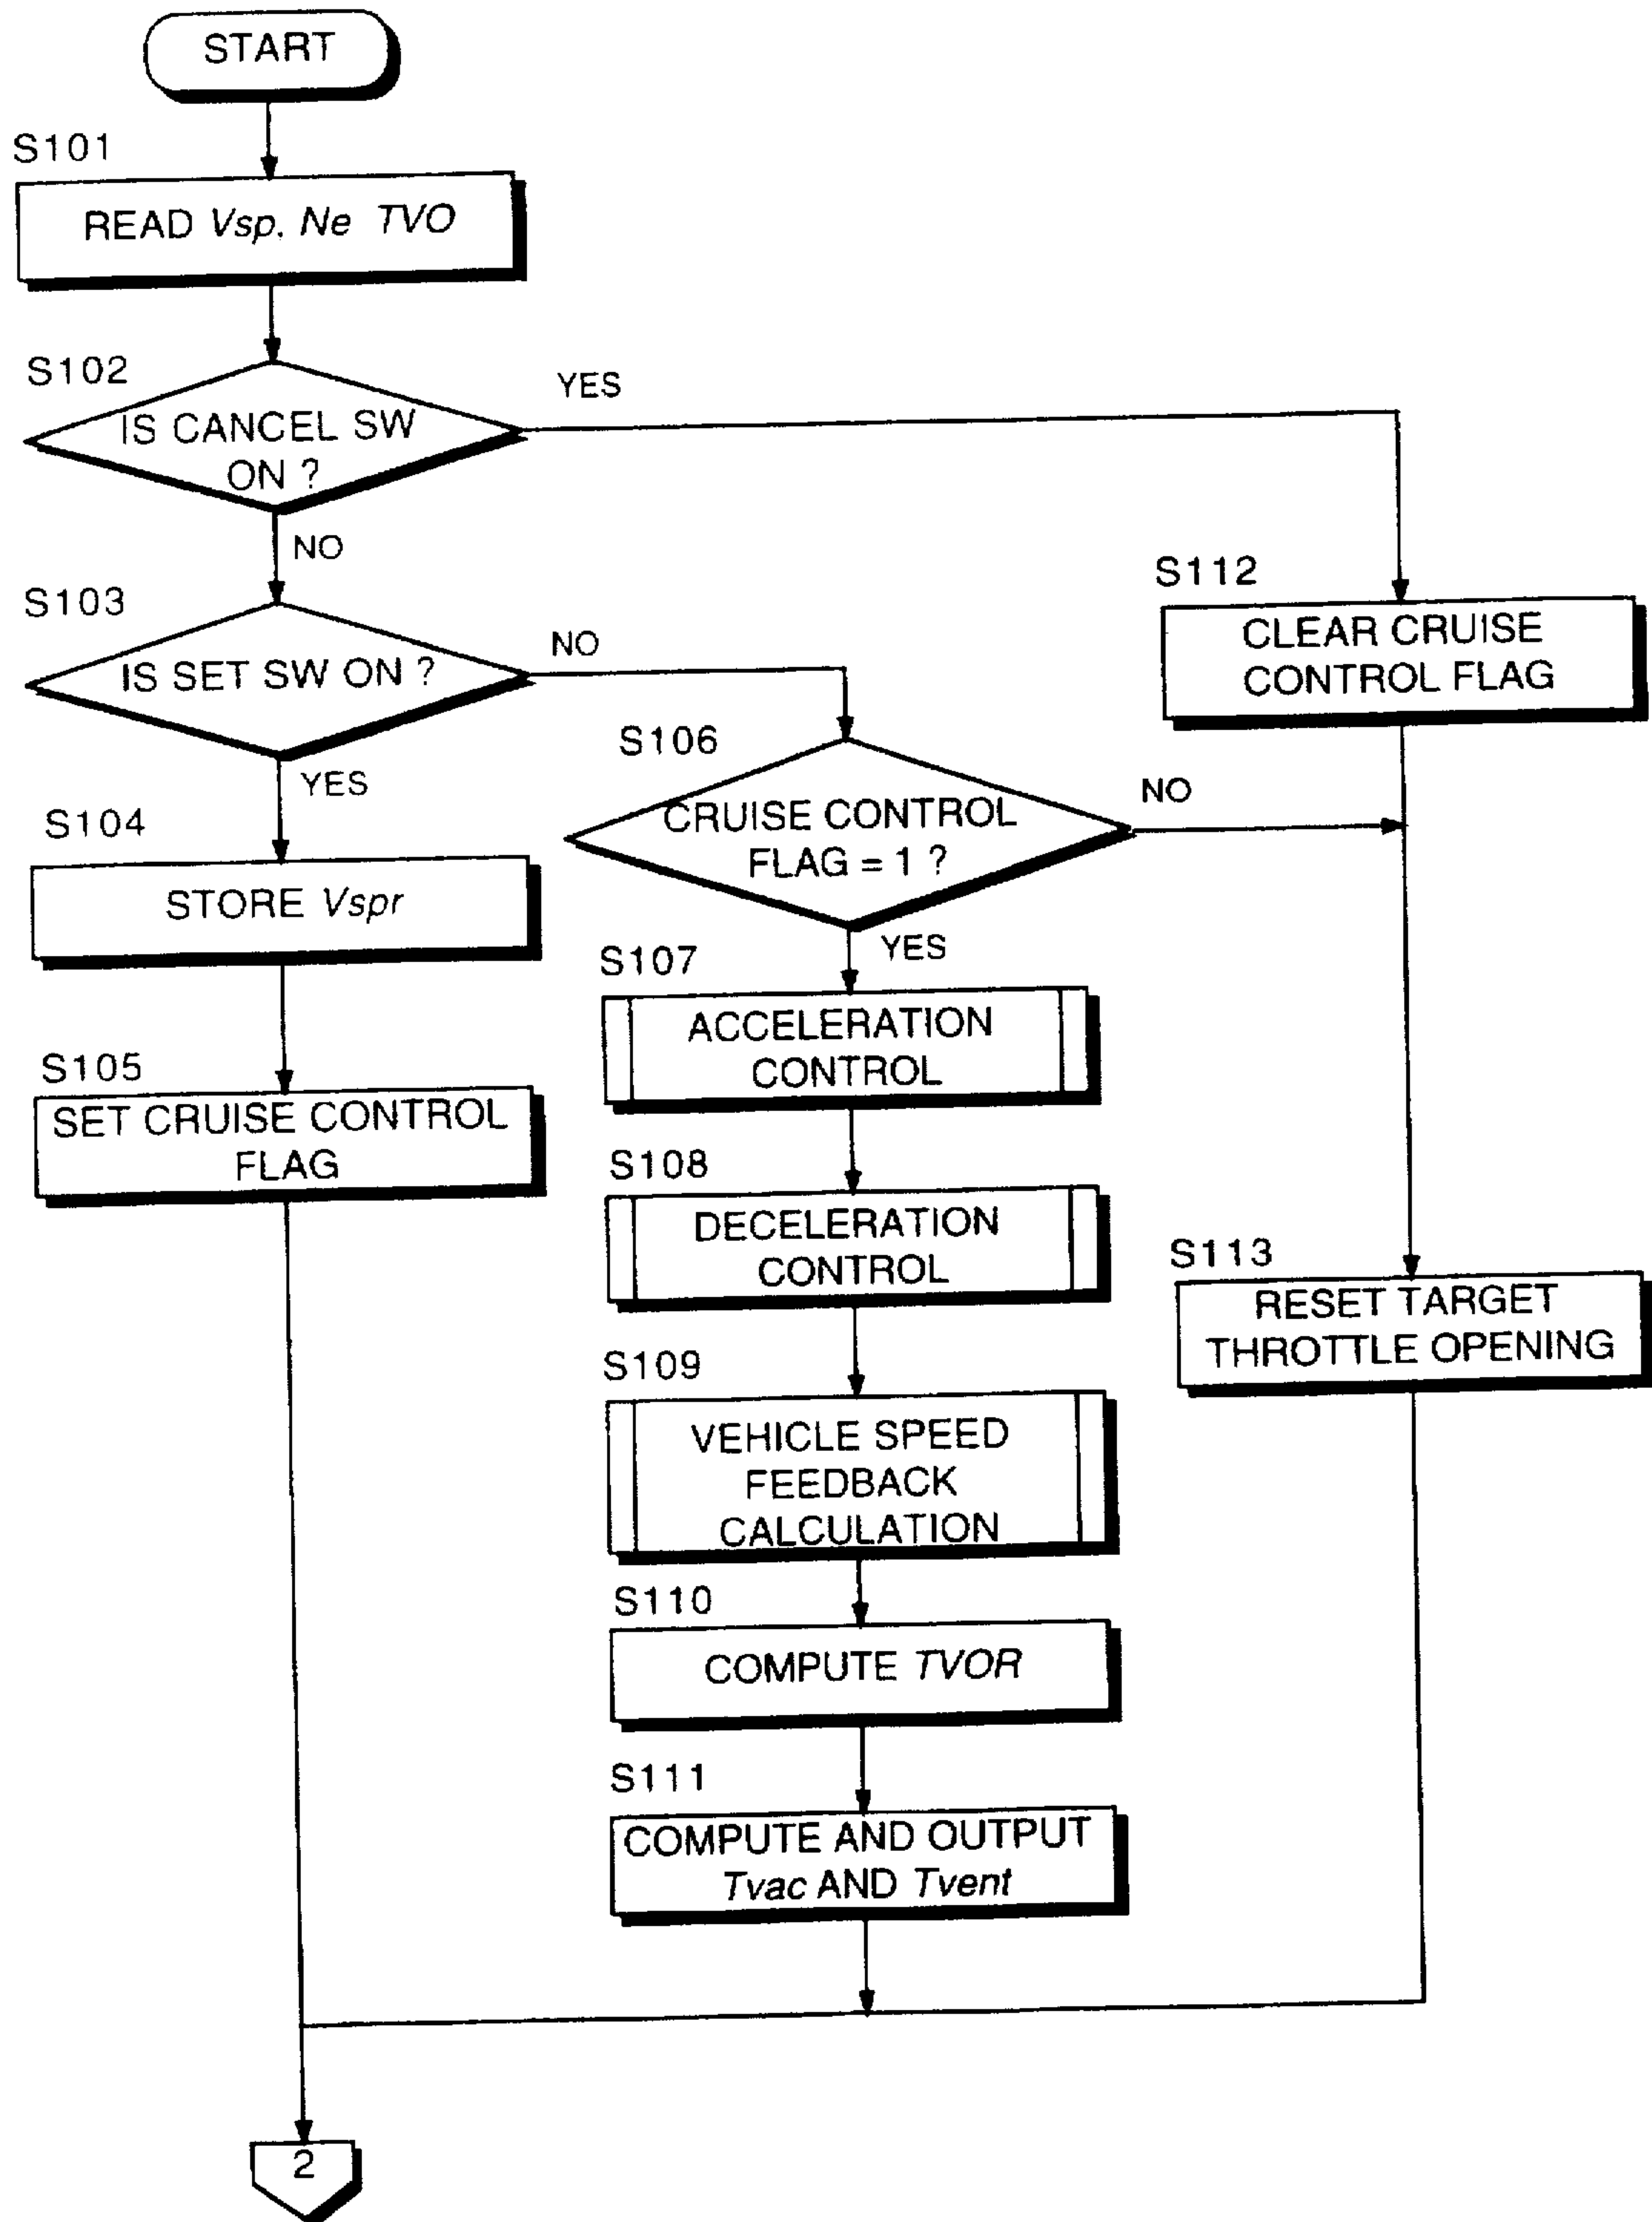 START
S101
READ Vsp. Ne TVO
S102
IS CANCEL SW
ON ?
YES
NO
S103
IS SET SW ON ?
NO
YES
S104
STORE Vspr
S105
SET CRUISE CONTROL
FLAG
S106
CRUISE CONTROL
FLAG = 1 ?
NO
YES
S107
ACCELERATION
CONTROL
S108
DECELERATION
CONTROL
S109
VEHICLE SPEED
FEEDBACK
CALCULATION
S110
COMPUTE TVOR
S111
COMPUTE AND OUTPUT
Tvac AND Tvent
S112
CLEAR CRUISE
CONTROL FLAG
S113
RESET TARGET
THROTTLE OPENING
2